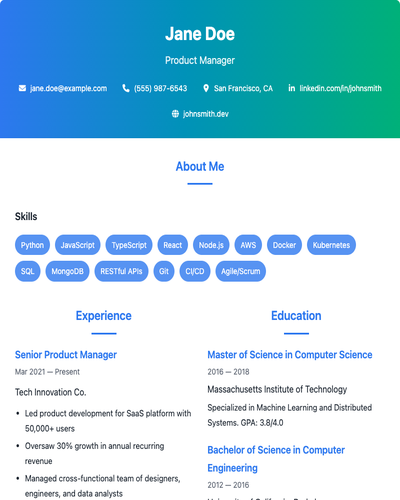 Jane Doe
Product Manager
jane.doe@example.com (555) 987-6543 San Francisco, CA linkedin.com/in/johnsmith
johnsmith.dev
About Me
Skills
Python JavaScript TypeScript React Node.js AWS Docker Kubernetes
SQL MongoDB RESTful APIs Git CI/CD Agile/Scrum
Experience
Senior Product Manager
Mar 2021 — Present
Tech Innovation Co.
• Led product development for SaaS platform with
50,000+ users
• Oversaw 30% growth in annual recurring
revenue
• Managed cross-functional team of designers,
engineers, and data analysts
Education
Master of Science in Computer Science
2016 — 2018
Massachusetts Institute of Technology
Specialized in Machine Learning and Distributed
Systems. GPA: 3.8/4.0
Bachelor of Science in Computer
Engineering
2012 — 2016